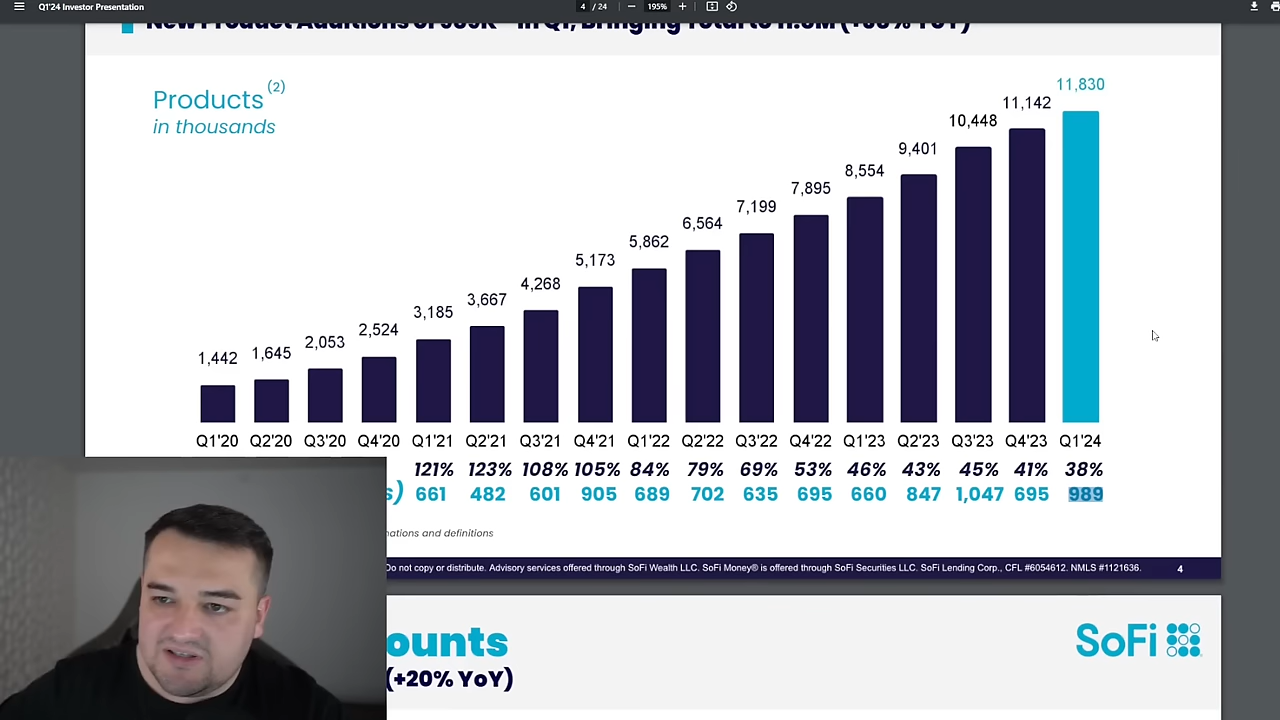 Q1'24 Investor Presentation
4 / 24
195%
New Product Additions of 989K in Q1, Bringing Total to 11.8M (+38% YoY)
Products (2)
in thousands
1,442
1,645
2,053
2,524
3,185
3,667
4,268
5,173
5,862
6,564
7,199
7,895
8,554
9,401
10,448
11,142
11,830
Q1'20 Q2'20 Q3'20 Q4'20 Q1'21 Q2'21 Q3'21 Q4'21 Q1'22 Q2'22 Q3'22 Q4'22 Q1'23 Q2'23 Q3'23 Q4'23 Q1'24
121% 123% 108% 105% 84% 79% 69% 53% 46% 43% 45% 41% 38%
s) 661 482 601 905 689 702 635 695 660 847 1,047 695 989
nations and definitions
Do not copy or distribute. Advisory services offered through SoFi Wealth LLC. SoFi Money® is offered through SoFi Securities LLC. SoFi Lending Corp., CFL #6054612. NMLS #1121636.
4
ounts
SoFi
(+20% YoY)